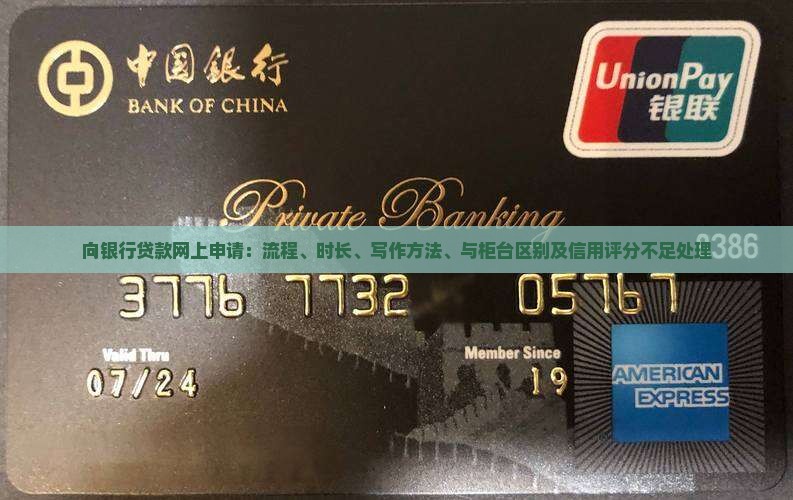 中国银行
BANK OF CHINA
UnionPay
银联
Private Banking
向银行贷款网上申请：流程、时长、写作方法、与柜台区别及信用评分不足处理
3776 7732 05767
Valid Thru
Member Since
07/24
19
AMERICAN
EXPRESS